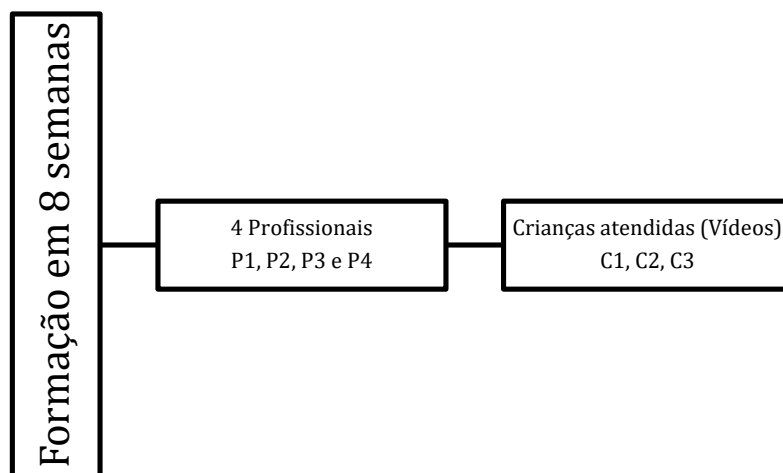 Formação em 8 semanas
4 Profissionais
P1, P2, P3 e P4
Crianças atendidas (Vídeos)
C1, C2, C3